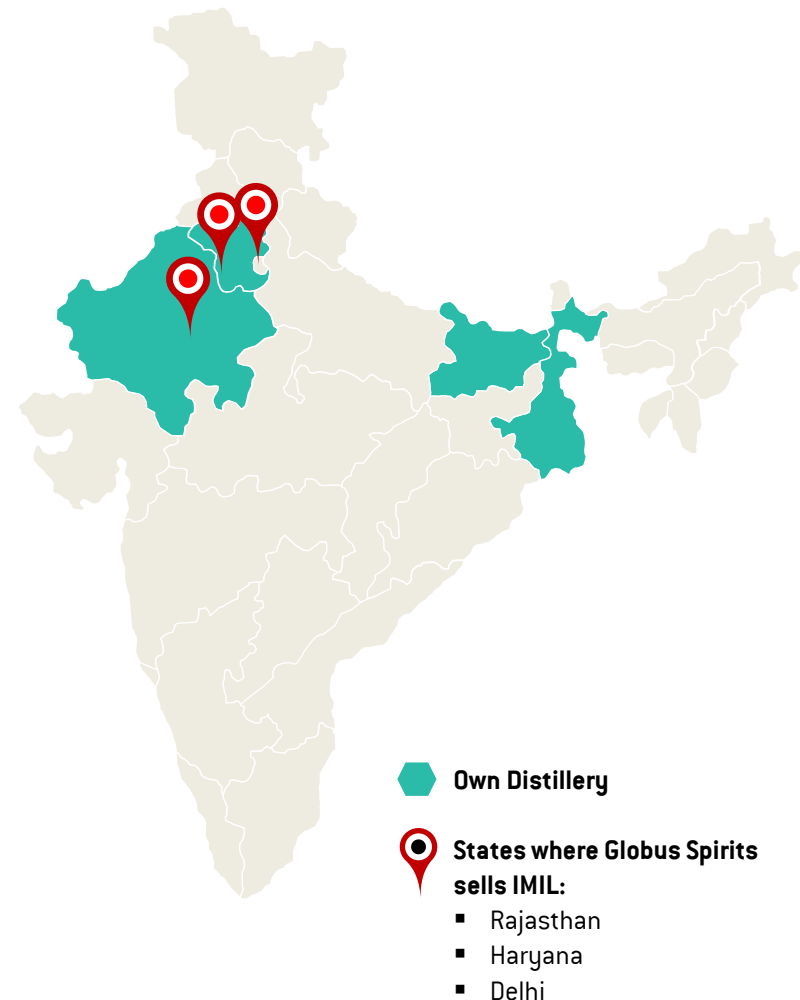 Own Distillery
States where Globus Spirits
sells IMIL:
▪ Rajasthan
▪ Haryana
▪ Delhi